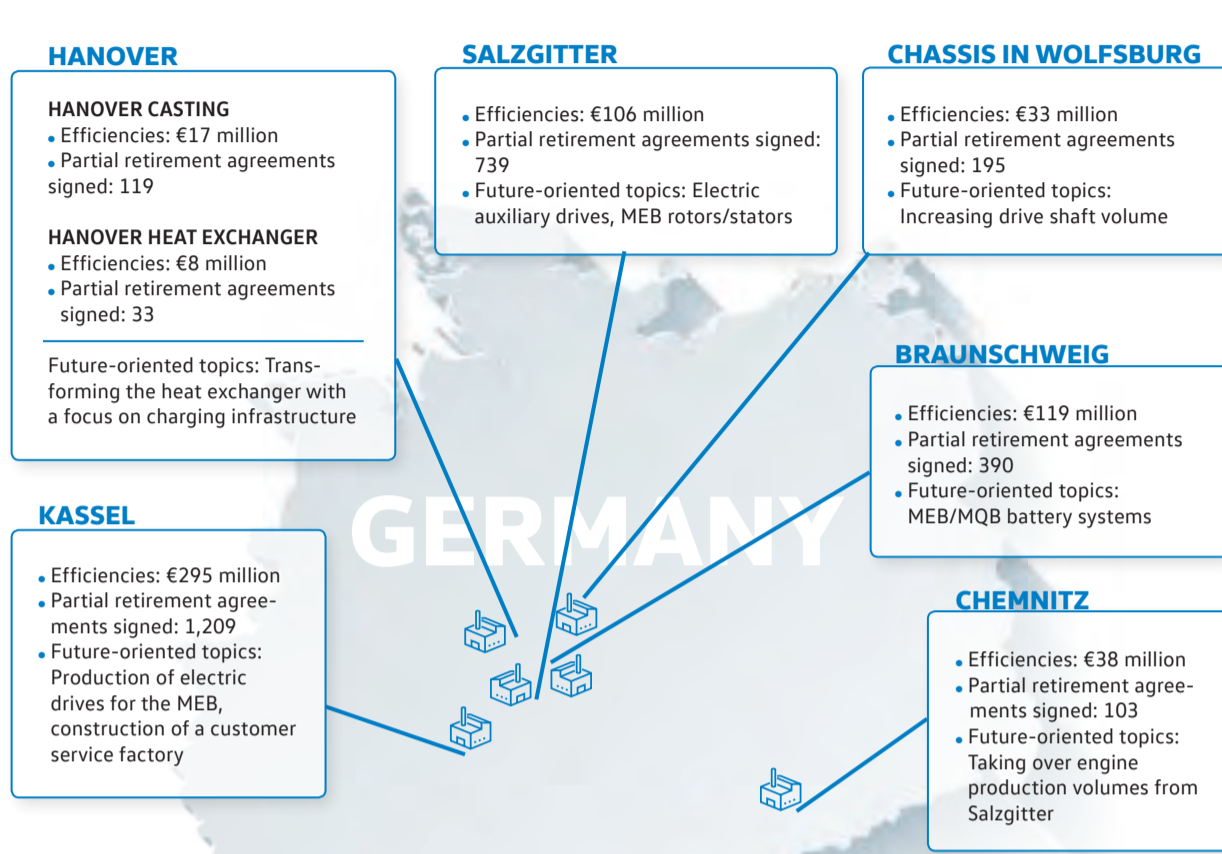 HANOVER
HANOVER CASTING
• Efficiencies: €17 million
• Partial retirement agreements
signed: 119
HANOVER HEAT EXCHANGER
• Efficiencies: €8 million
• Partial retirement agreements
signed: 33
Future-oriented topics: Trans-
forming the heat exchanger with
a focus on charging infrastructure
SALZGITTER
• Efficiencies: €106 million
• Partial retirement agreements signed:
739
• Future-oriented topics: Electric
auxiliary drives, MEB rotors/stators
CHASSIS IN WOLFSBURG
• Efficiencies: €33 million
• Partial retirement agreements
signed: 195
• Future-oriented topics:
Increasing drive shaft volume
BRAUNSCHWEIG
• Efficiencies: €119 million
• Partial retirement agreements
signed: 390
• Future-oriented topics:
MEB/MQB battery systems
GERMANY
KASSEL
• Efficiencies: €295 million
• Partial retirement agree-
ments signed: 1,209
• Future-oriented topics:
Production of electric
drives for the MEB,
construction of a customer
service factory
CHEMNITZ
• Efficiencies: €38 million
• Partial retirement agree-
ments signed: 103
• Future-oriented topics:
Taking over engine
production volumes from
Salzgitter